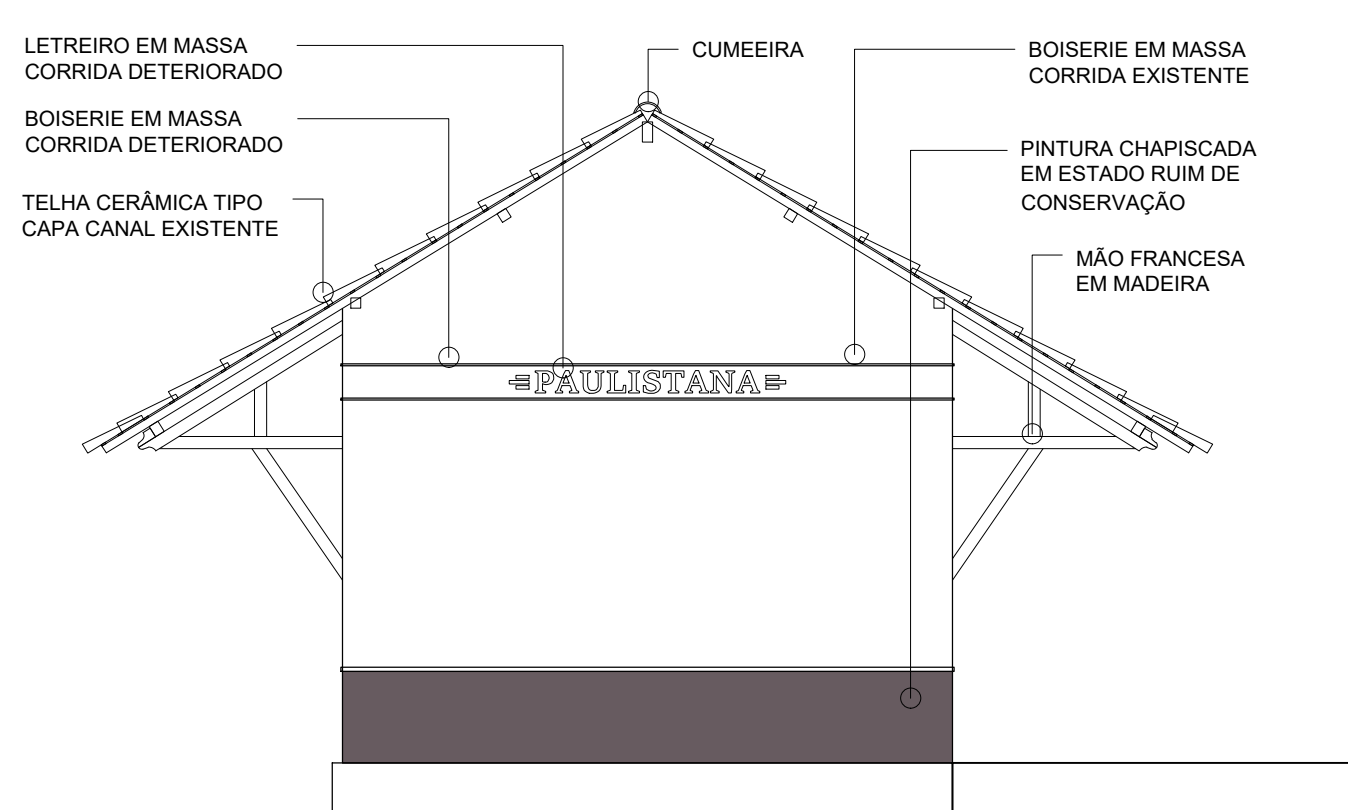 LETREIRO EM MASSA
CORRIDA DETERIORADO
BOISERIE EM MASSA
CORRIDA DETERIORADO
TELHA CERÂMICA TIPO
CAPA CANAL EXISTENTE
CUMEEIRA
BOISERIE EM MASSA
CORRIDA EXISTENTE
PINTURA CHAPISCADA
EM ESTADO RUIM DE
CONSERVAÇÃO
MÃO FRANCESA
EM MADEIRA
PAULISTANA